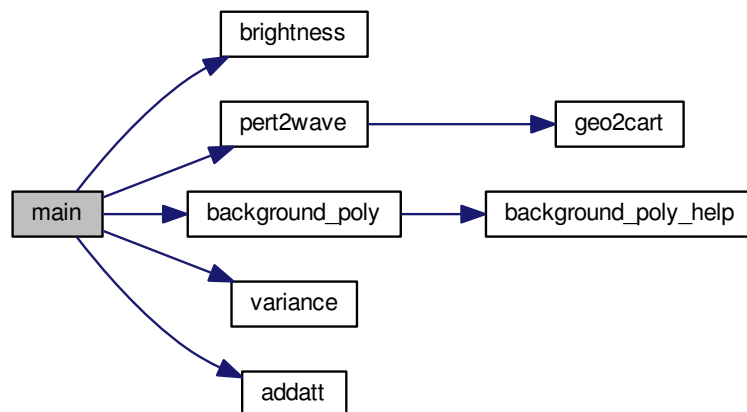 brightness
pert2wave
geo2cart
main
background_poly
background_poly_help
variance
addatt